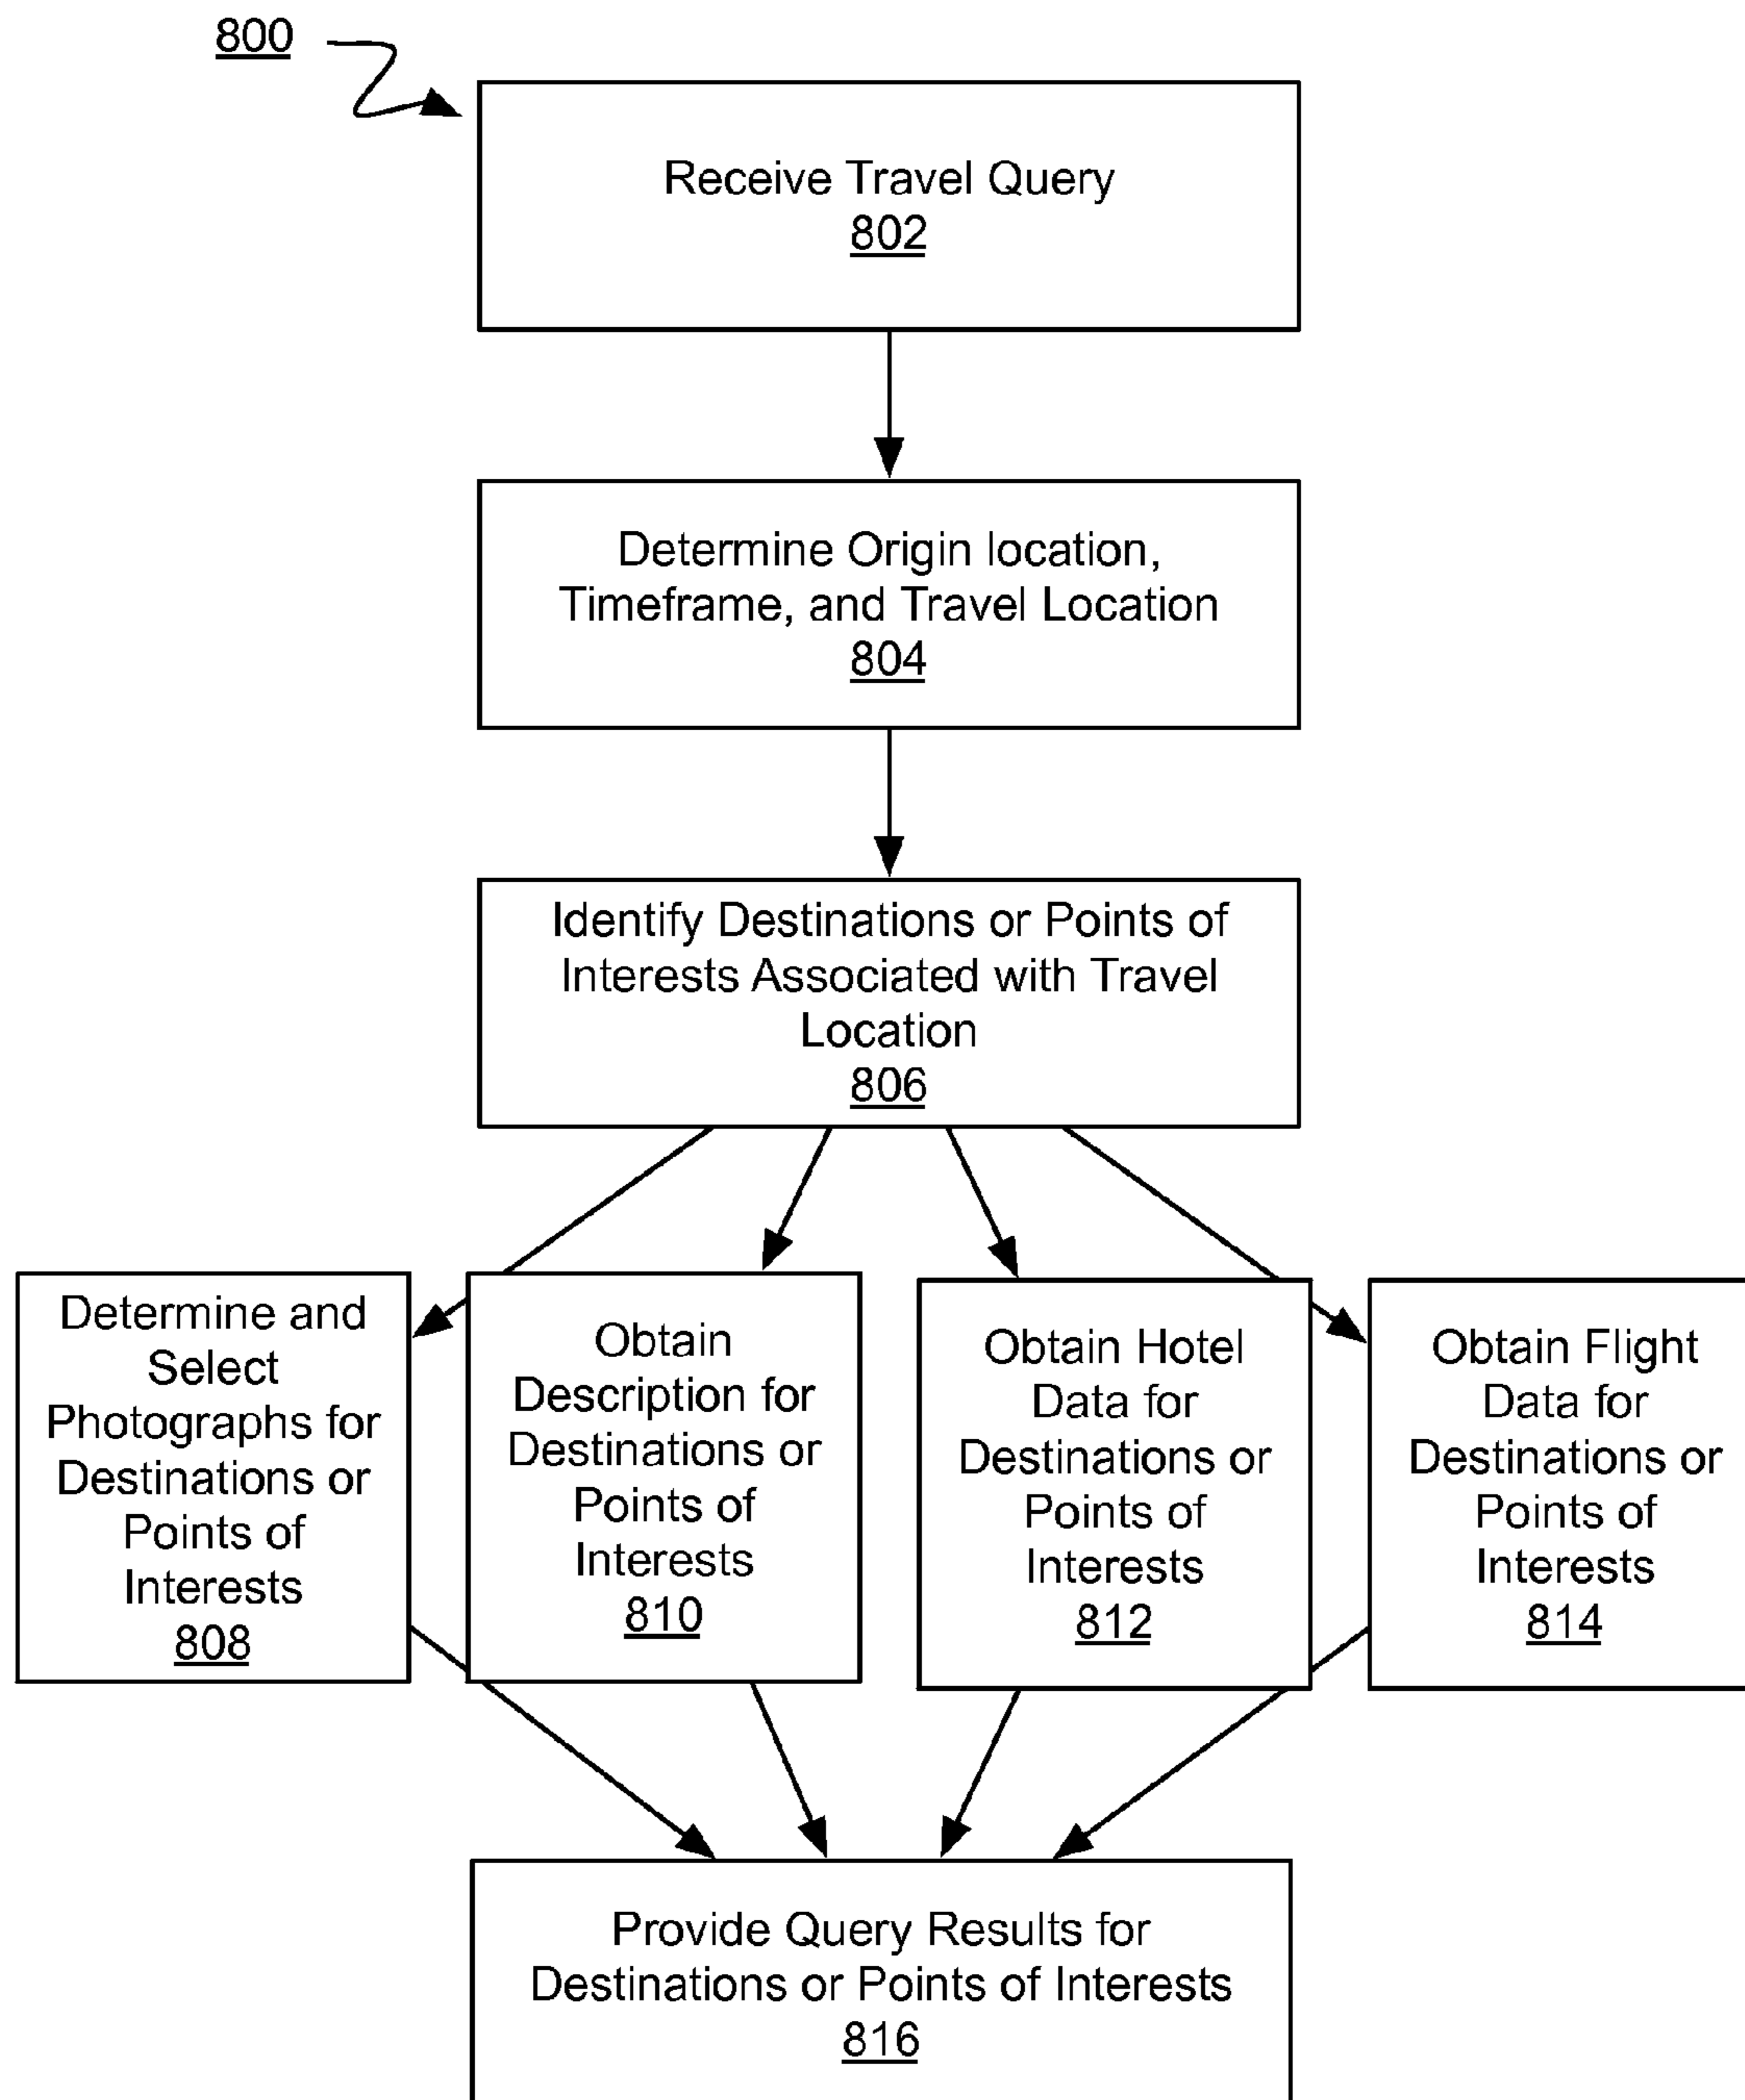 800
Receive Travel Query
802
Determine Origin location,
Timeframe, and Travel Location
804
Identify Destinations or Points of
Interests Associated with Travel
Location
806
Determine and
Select
Photographs for
Destinations or
Points of
Interests
808
Obtain
Description for
Destinations or
Points of
Interests
810
Obtain Hotel
Data for
Destinations or
Points of
Interests
812
Obtain Flight
Data for
Destinations or
Points of
Interests
814
Provide Query Results for
Destinations or Points of Interests
816